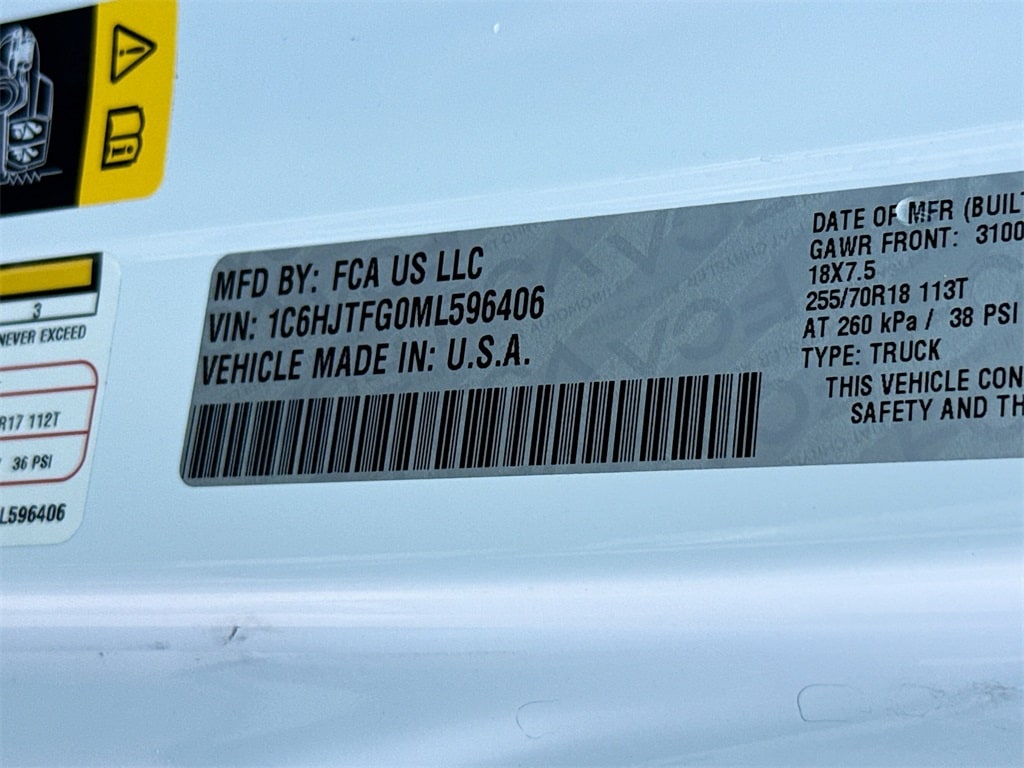 MFD BY: FCA US LLC
VIN: 1C6HJTFG0ML596406
VEHICLE MADE IN: U.S.A.
DATE OF MFR (BUILT
GAWR FRONT: 3100
18X7.5
255/70R18 113T
AT 260 kPa / 38 PSI
TYPE: TRUCK
THIS VEHICLE CON
SAFETY AND TH
3
NEVER EXCEED
R17 112T
/ 36 PSI
L596406